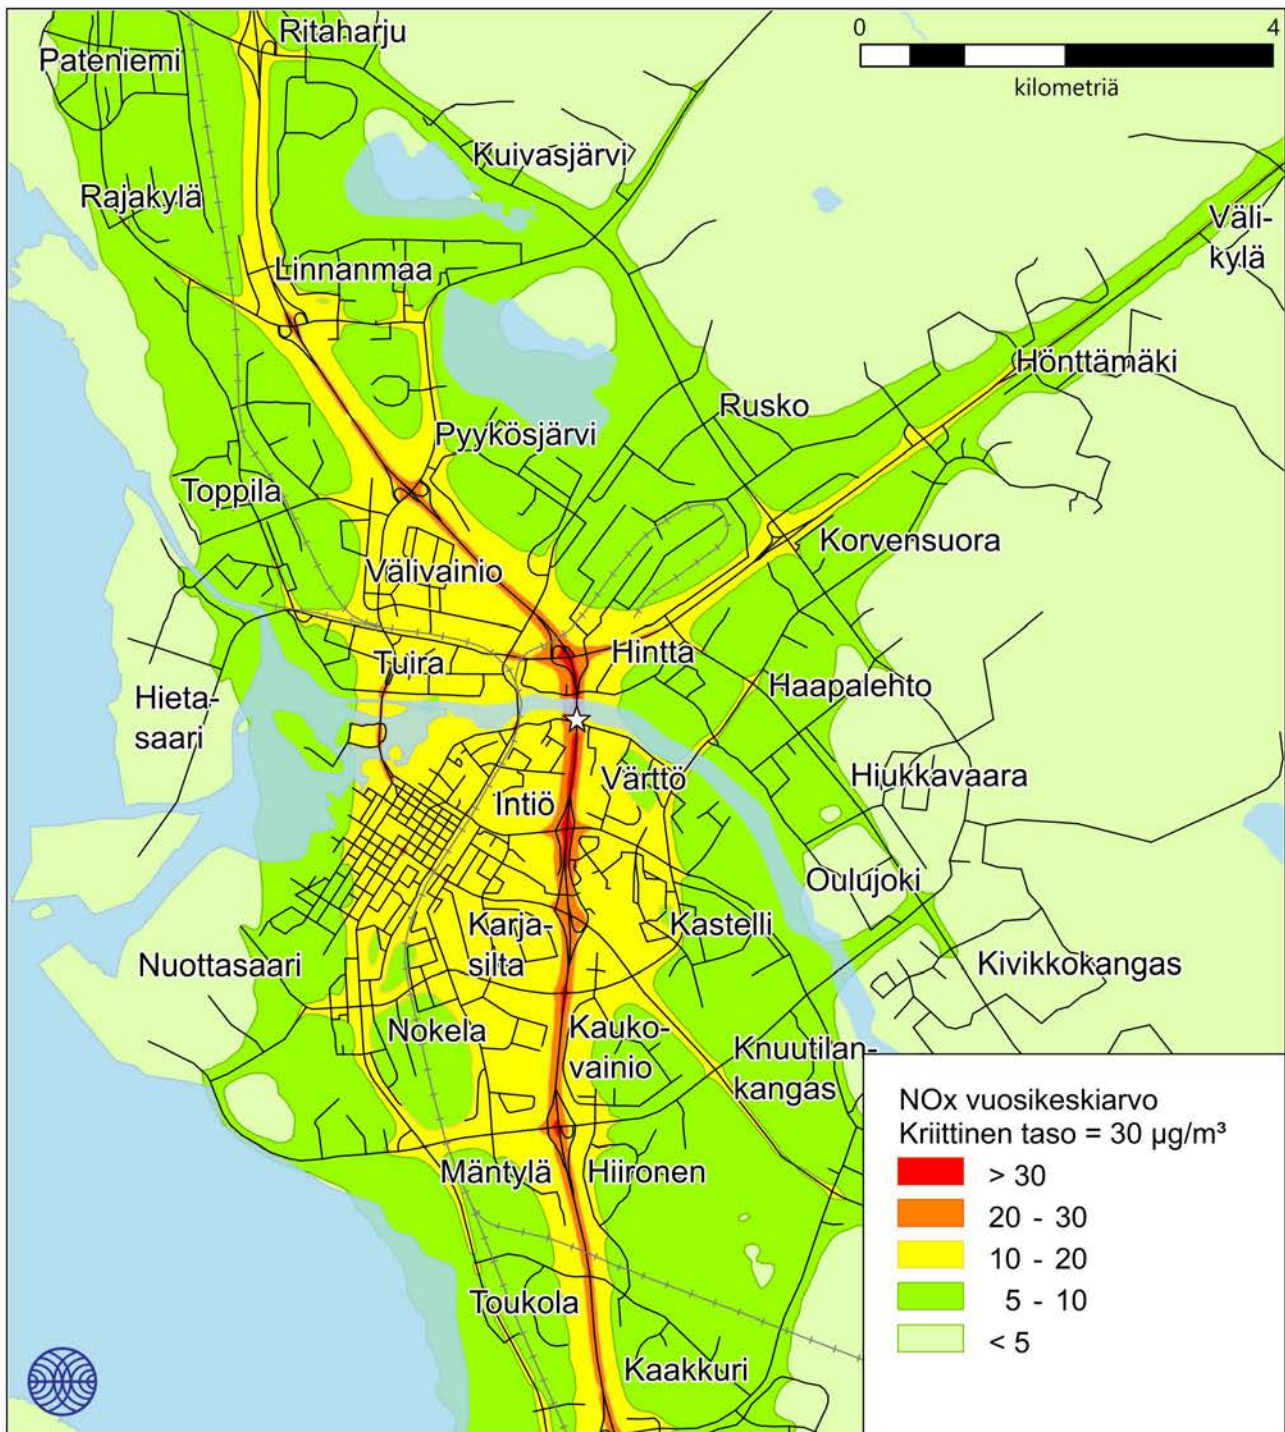 Ritaharju
0 4
Pateniemi
kilometriä
Kuivasjärvi
Rajakylä
Väli-
kylä
Linnanmaa
Hönttämäki
Rusko
Pyykösjärvi
Toppila
Korvensuora
Välivainio
Hintta
Tuira
Haapalehto
Hieta-
saari
Hiukkavaara
Värttö
Intiö
Oulujoki
Karja-
silta
Kastelli
Nuottasaari
Kivikkokangas
Nokela
Kauko-
vainio
Knuutilan-
kangas
NOx vuosikeskiarvo
Kriittinen taso = 30 µg/m³
> 30
20 - 30
10 - 20
5 - 10
< 5
Mäntylä
Hiironen
Toukola
Kaakkuri